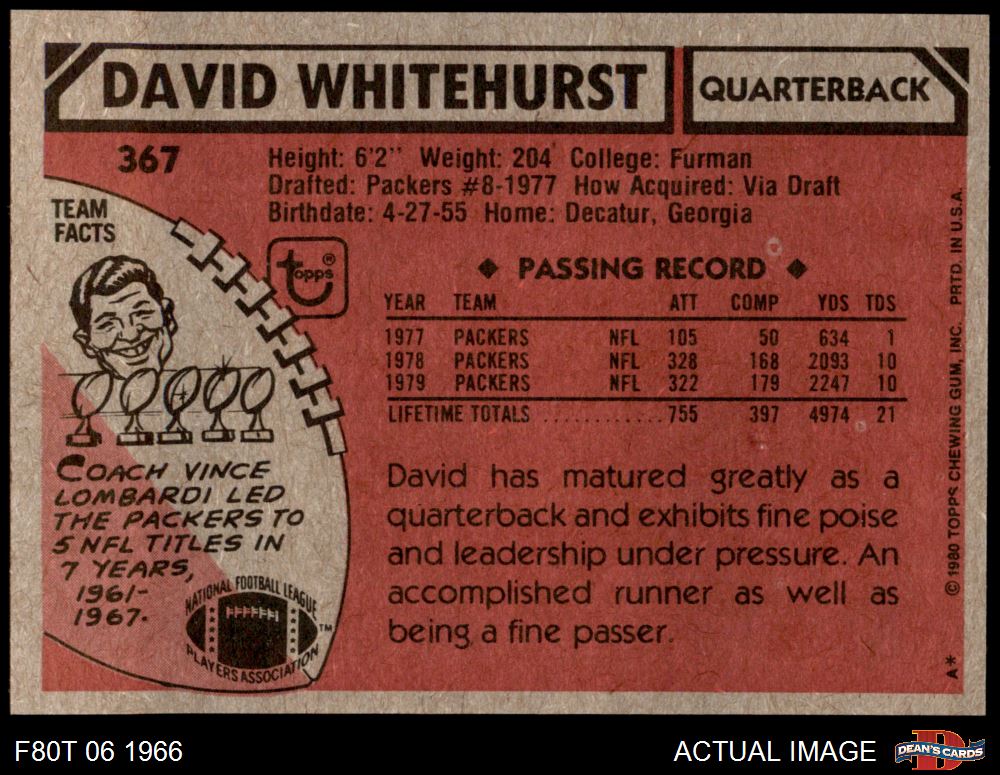 DAVID WHITEHURST
QUARTERBACK
367
Height: 6'2" Weight: 204 College: Furman
Drafted: Packers #8-1977 How Acquired: Via Draft
Birthdate: 4-27-55 Home: Decatur, Georgia
TEAM
FACTS
topps®
◆ PASSING RECORD ◆
YEAR TEAM ATT COMP YDS TDS
1977 PACKERS NFL 105 50 634 1
1978 PACKERS NFL 328 168 2093 10
1979 PACKERS NFL 322 179 2247 10
LIFETIME TOTALS ............755 397 4974 21
David has matured greatly as a
quarterback and exhibits fine poise
and leadership under pressure. An
accomplished runner as well as
being a fine passer.
COACH VINCE
LOMBARDI LED
THE PACKERS TO
5 NFL TITLES IN
7 YEARS,
1961-
1967.
NATIONAL FOOTBALL LEAGUE
PLAYERS ASSOCIATION
TM
© 1980 TOPPS CHEWING GUM, INC. PRTD. IN U.S.A.
A*
F80T 06 1966
ACTUAL IMAGE
D
DEAN'S CARDS